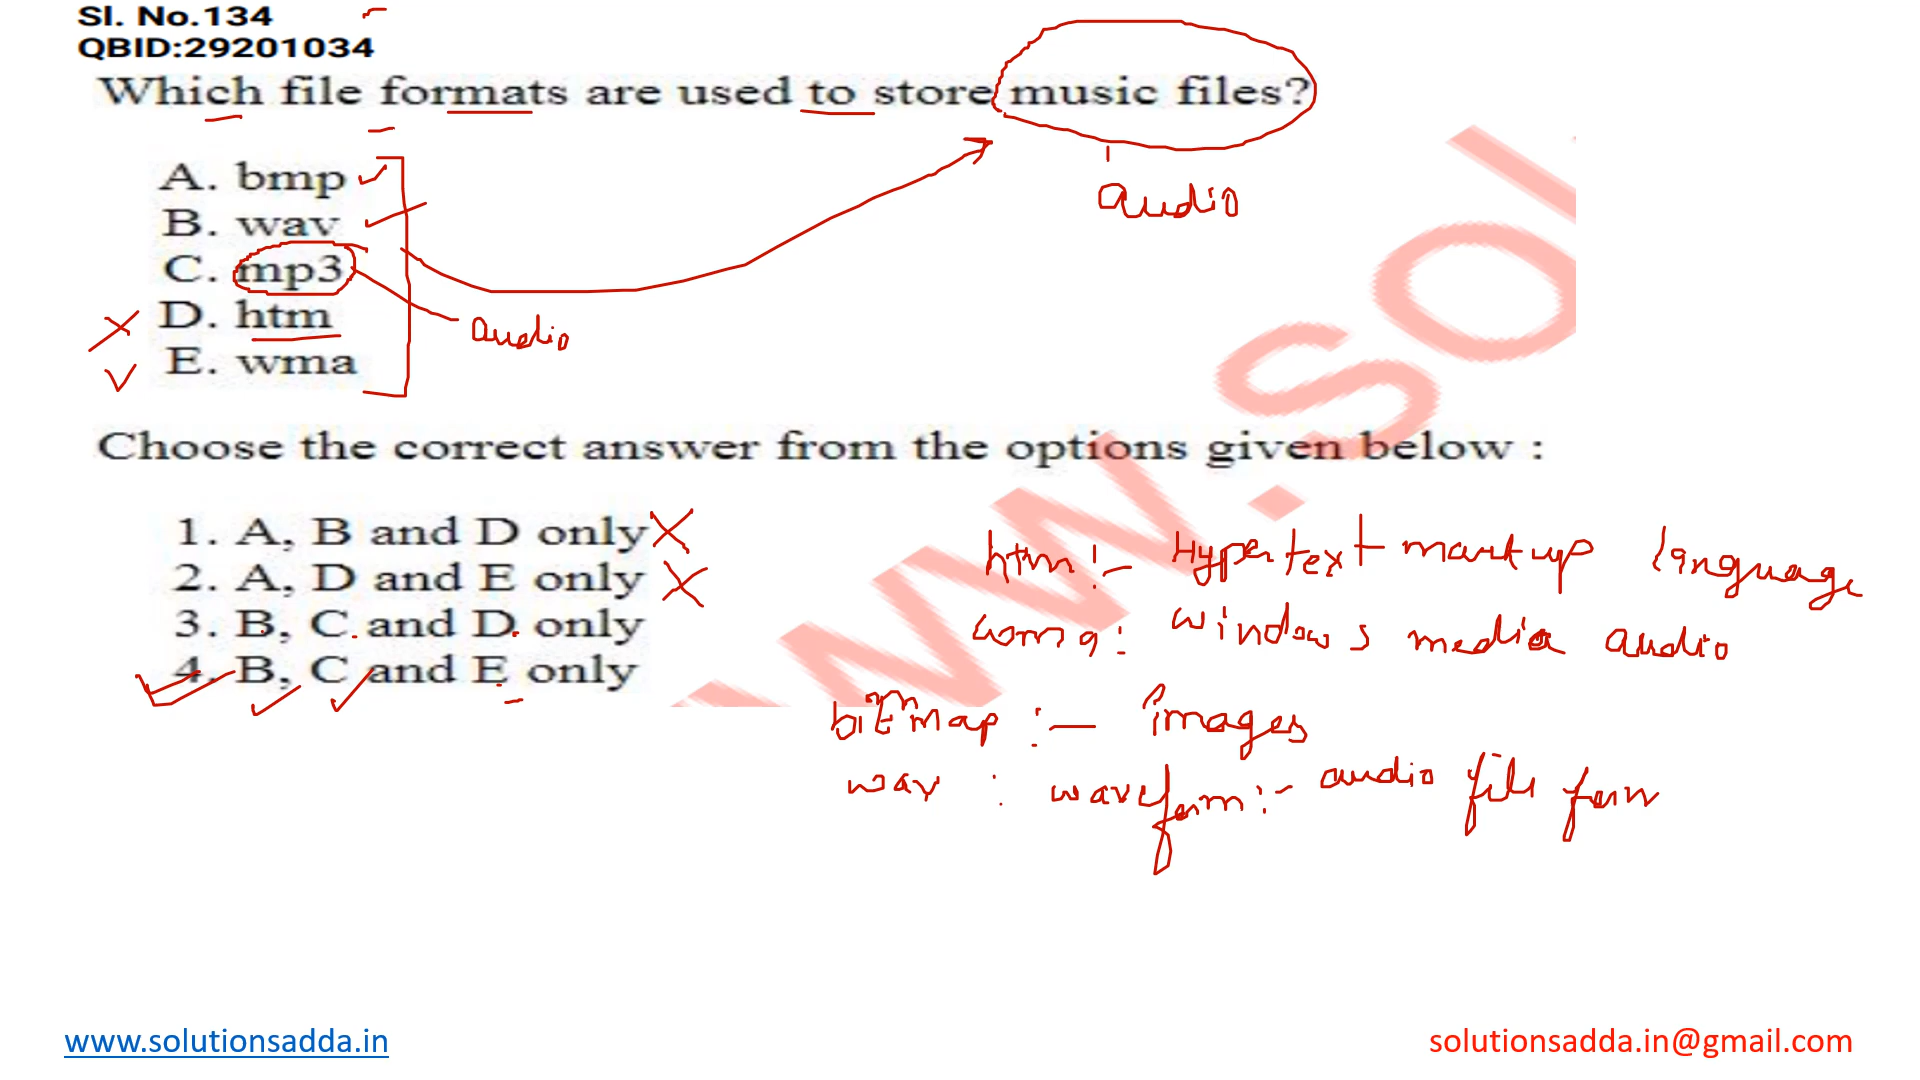 Sl. No.134
QBID:29201034
Which file formats are used to store music files?
A. bmp
audio
B. wav
C. mp3
D. htm
audio
E. wma
Choose the correct answer from the options given below :
1. A, B and D only
2. A, D and E only
3. B, C and D only
4. B, C and E only
htm :- Hypertext markup language
wma : windows media audio
bitmap :- images
wav : waveform :- audio file form
www.sol
www.solutionsadda.in
solutionsadda.in@gmail.com